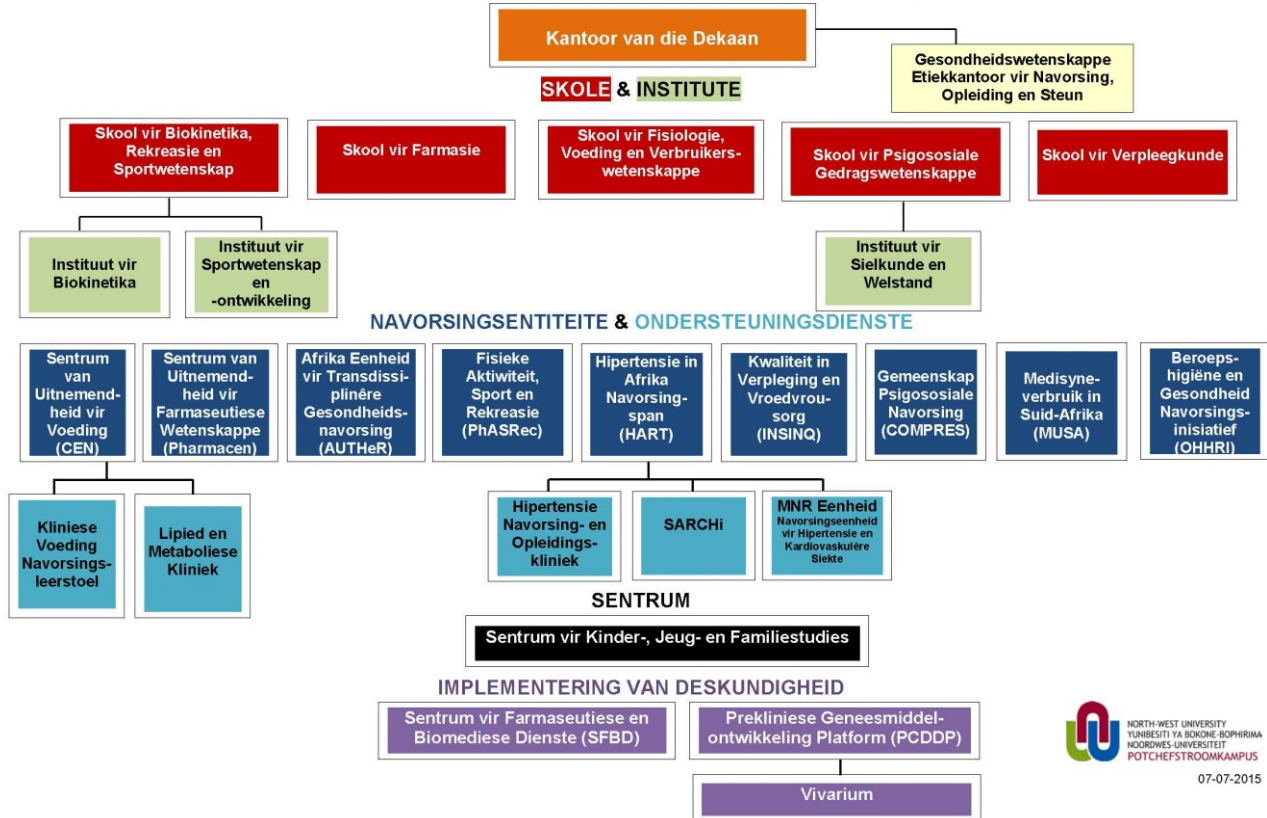 Kantoor van die Dekaan
Gesondheidswetenskappe
Etiekkantoor vir Navorsing,
Opleiding en Steun
SKOLE & INSTITUTE
Skool vir Biokinetika,
Rekreasie en
Sportwetenskap
Skool vir Farmasie
Skool vir Fisiologie,
Voeding en Verbruikers-
wetenskappe
Skool vir Psigososiale
Gedragswetenskappe
Skool vir Verpleegkunde
Instituut vir
Biokinetika
Instituut vir
Sportwetenskap
en
-ontwikkeling
Instituut vir
Sielkunde en
Welstand
NAVORSINGSENTITEITE & ONDERSTEUNINGSDIENSTE
Sentrum
van
Uitnemend-
heid vir
Voeding
(CEN)
Sentrum van
Uitnemend-
heid vir
Farmaseutiese
Wetenskappe
(Pharmacen)
Afrika Eenheid
vir Transdissi-
plinêre
Gesondheids-
navorsing
(AUTHeR)
Fisieke
Aktiwiteit,
Sport en
Rekreasie
(PhASRec)
Hipertensie in
Afrika
Navorsing-
span
(HART)
Kwaliteit in
Verpleging en
Vroedvrou-
sorg
(INSINQ)
Gemeenskap
Psigososiale
Navorsing
(COMPRES)
Medisyne-
verbruik in
Suid-Afrika
(MUSA)
Beroeps-
higiëne en
Gesondheid
Navorsings-
inisiatief
(OHHRI)
Kliniese
Voeding
Navorsings-
leerstoel
Lipied en
Metaboliese
Kliniek
Hipertensie
Navorsing- en
Opleidings-
kliniek
SARCHi
MNR Eenheid
Navorsingseenheid
vir Hipertensie en
Kardiovaskulêre
Siekte
SENTRUM
Sentrum vir Kinder-, Jeug- en Familiestudies
IMPLEMENTERING VAN DESKUNDIGHEID
Sentrum vir Farmaseutiese en
Biomediese Dienste (SFBD)
Prekliniese Geneesmiddel-
ontwikkeling Platform (PCDDP)
Vivarium
NORTH-WEST UNIVERSITY
YUNIBESITI YA BOKONE-BOPHIRIMA
NOORDWES-UNIVERSITEIT
POTCHEFSTROOMKAMPUS
07-07-2015